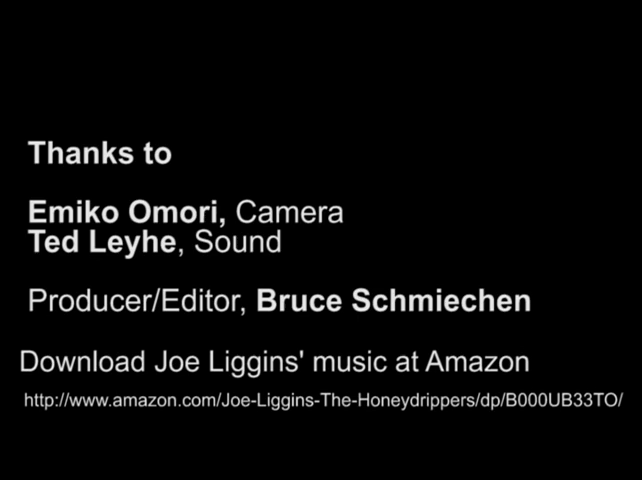 Thanks to
Emiko Omori, Camera
Ted Leyhe, Sound
Producer/Editor, Bruce Schmiechen
Download Joe Liggins' music at Amazon
http://www.amazon.com/Joe-Liggins-The-Honeydrippers/dp/B000UB33TO/